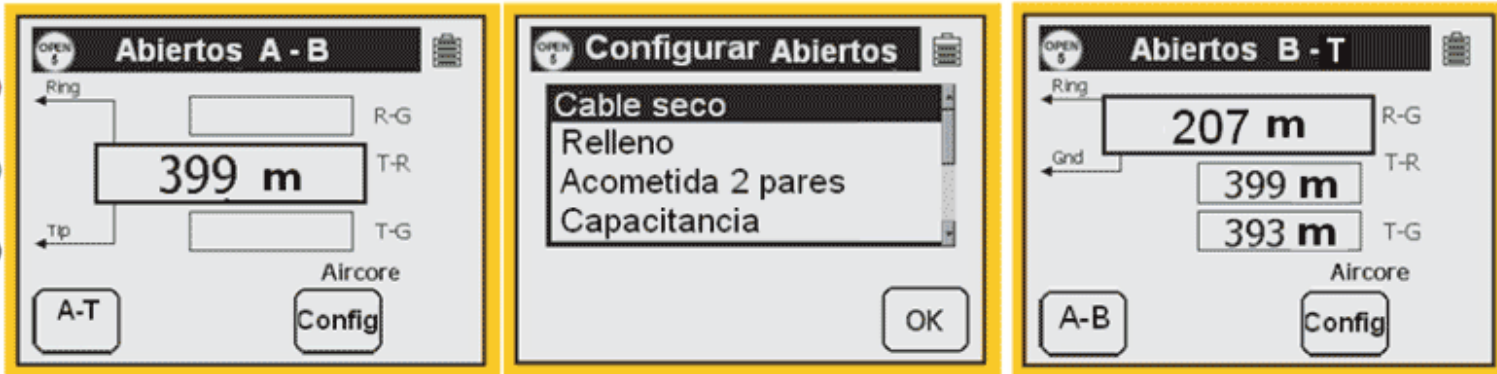 OPEN
5
Abiertos A - B
Ring
R-G
399 m
T-R
Tip
T-G
Aircore
A-T
Config
OPEN
5
Configurar Abiertos
Cable seco
Relleno
Acometida 2 pares
Capacitancia
OK
OPEN
5
Abiertos B - T
Ring
R-G
207 m
Gnd
T-R
399 m
393 m
T-G
Aircore
A-B
Config